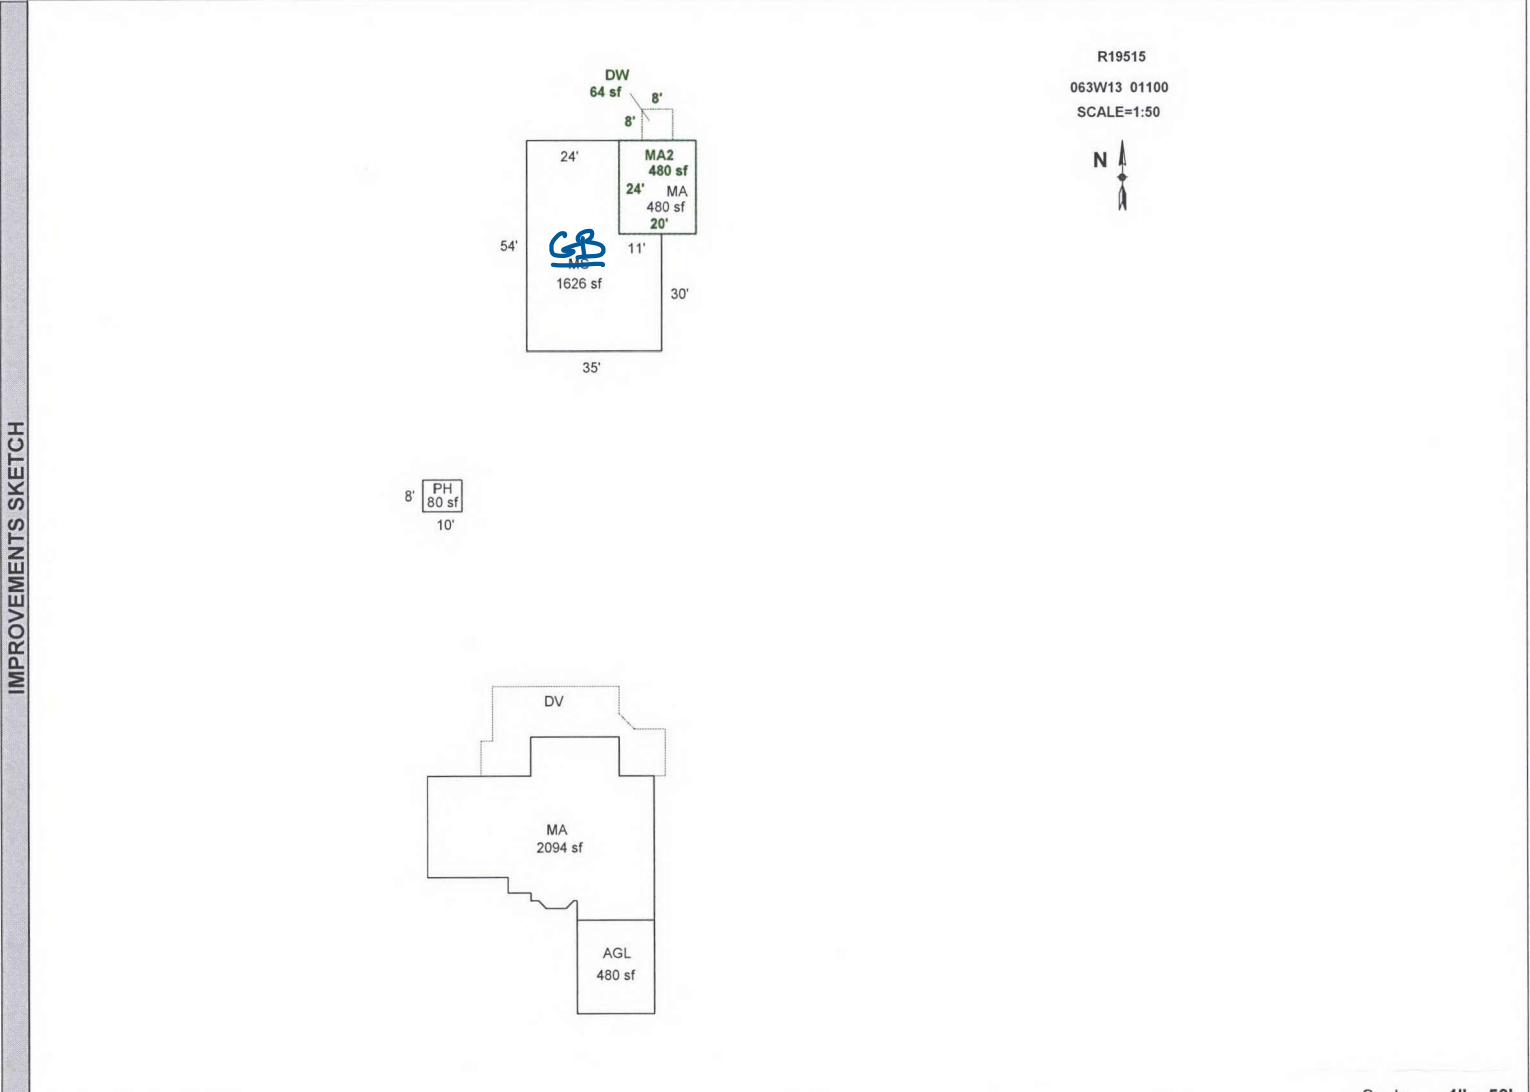 IMPROVEMENTS SKETCH
R19515
063W13 01100
SCALE=1:50
N
DW
64 sf
8'
8'
24'
MA2
480 sf
24'
MA
480 sf
20'
54'
GB
11'
1626 sf
30'
35'
8'
PH
80 sf
10'
DV
MA
2094 sf
AGL
480 sf